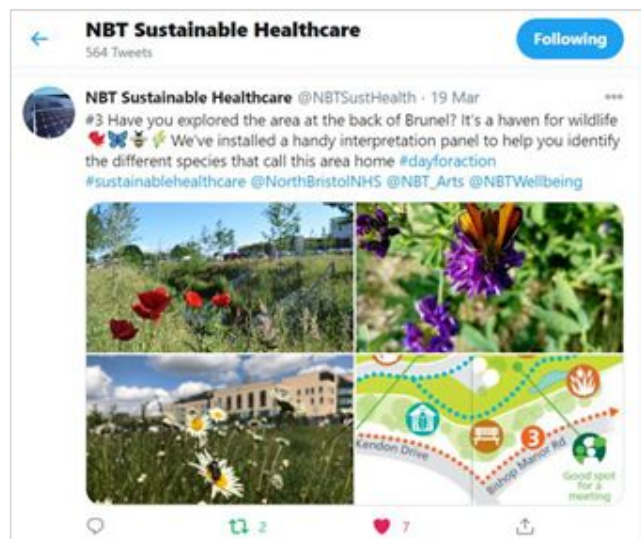 NBT Sustainable Healthcare
564 Tweets
Following
NBT Sustainable Healthcare @NBTSustHealth · 19 Mar
#3 Have you explored the area at the back of Brunel? It's a haven for wildlife
We've installed a handy interpretation panel to help you identify
the different species that call this area home #dayforaction
#sustainablehealthcare @NorthBristolNHS @NBT_Arts @NBTWellbeing
3
Kendon Drive
Bishop Manor Rd
Good spot
for a
meeting
2
7